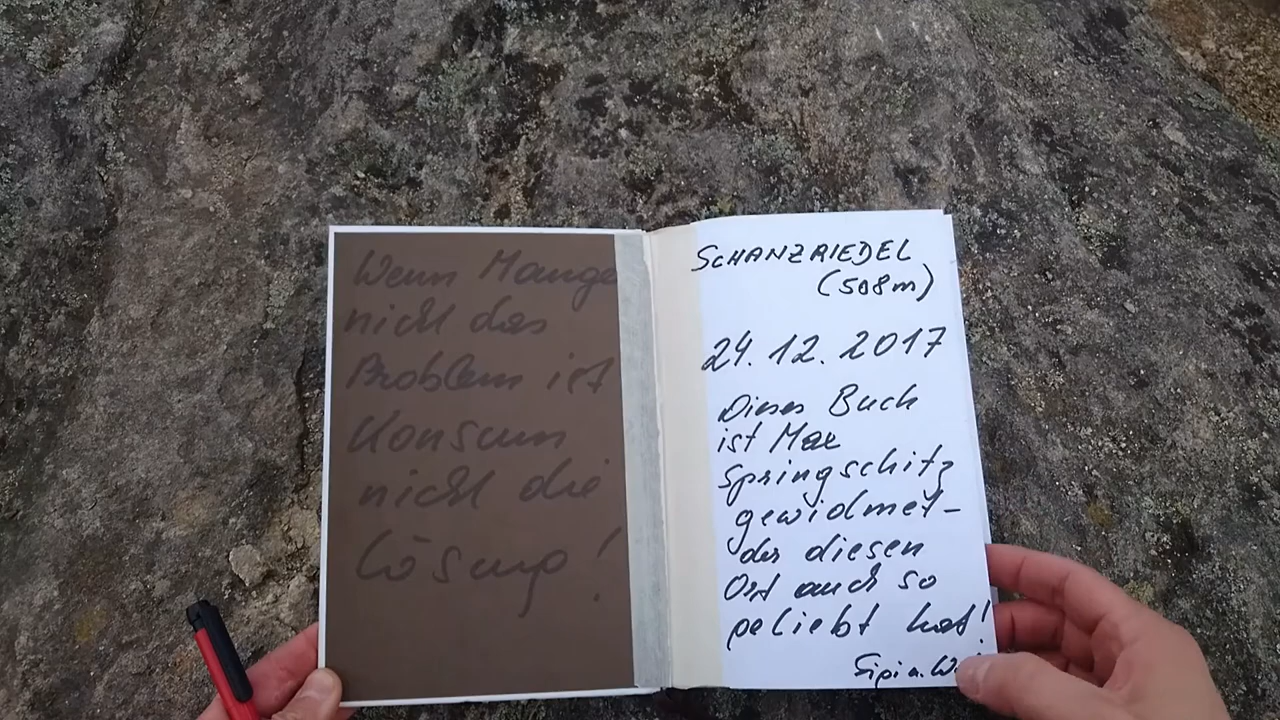 Wenn Mange
nicht das
Problem ist
Konsum
nicht die
Lösung!
SCHANZRIEDEL
(508m)
24.12.2017
Dieses Buch
ist Max
Springschitz
gewidmet-
der diesen
Ort auch so
geliebt hat!